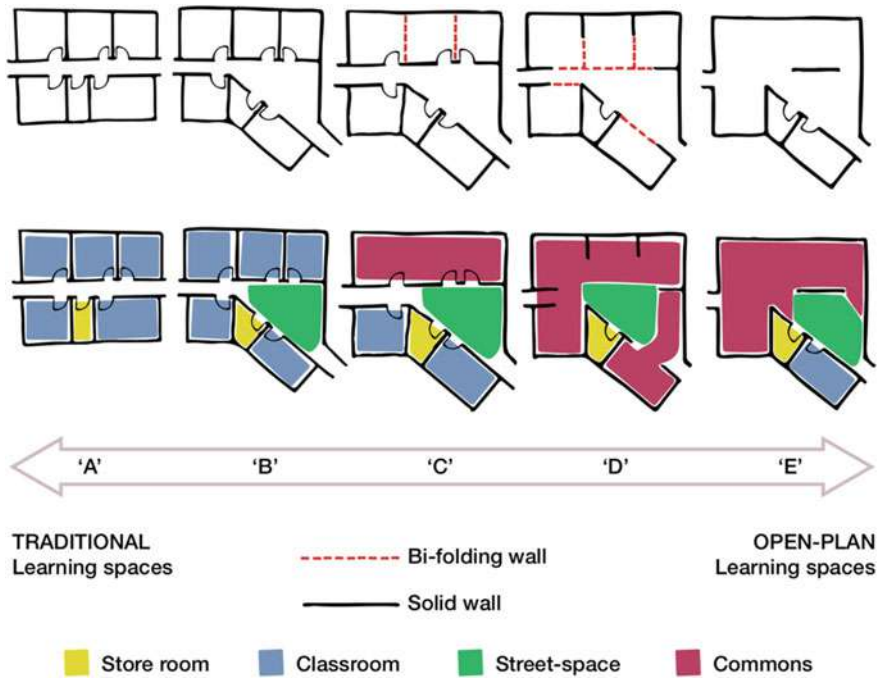 ‘A’ ‘B’ ‘C’ ‘D’ ‘E’
TRADITIONAL
Learning spaces
Bi-folding wall
Solid wall
OPEN-PLAN
Learning spaces
Store room
Classroom
Street-space
Commons